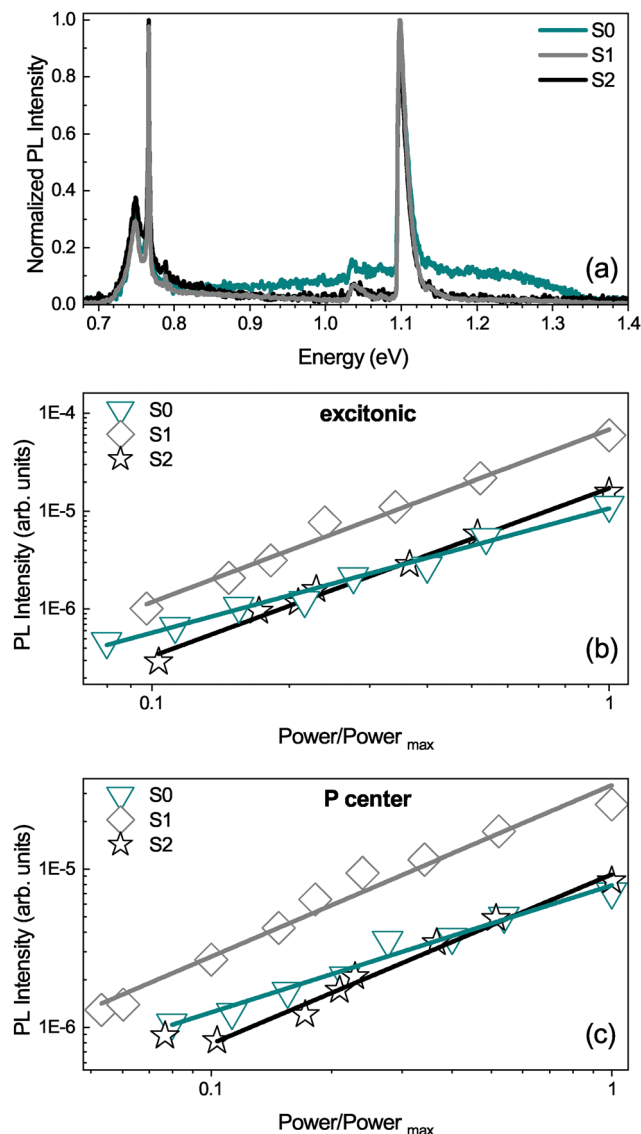 Normalized PL Intensity
1.0
0.8
0.6
0.4
0.2
0.0
S0
S1
S2
(a)
0.7 0.8 0.9 1.0 1.1 1.2 1.3 1.4
Energy (eV)
PL Intensity (arb. units)
1E-4
1E-5
1E-6
S0
S1
S2
excitonic
(b)
0.1 1
Power/Power max
PL Intensity (arb. units)
1E-5
1E-6
S0
S1
S2
P center
(c)
0.1 1
Power/Power max